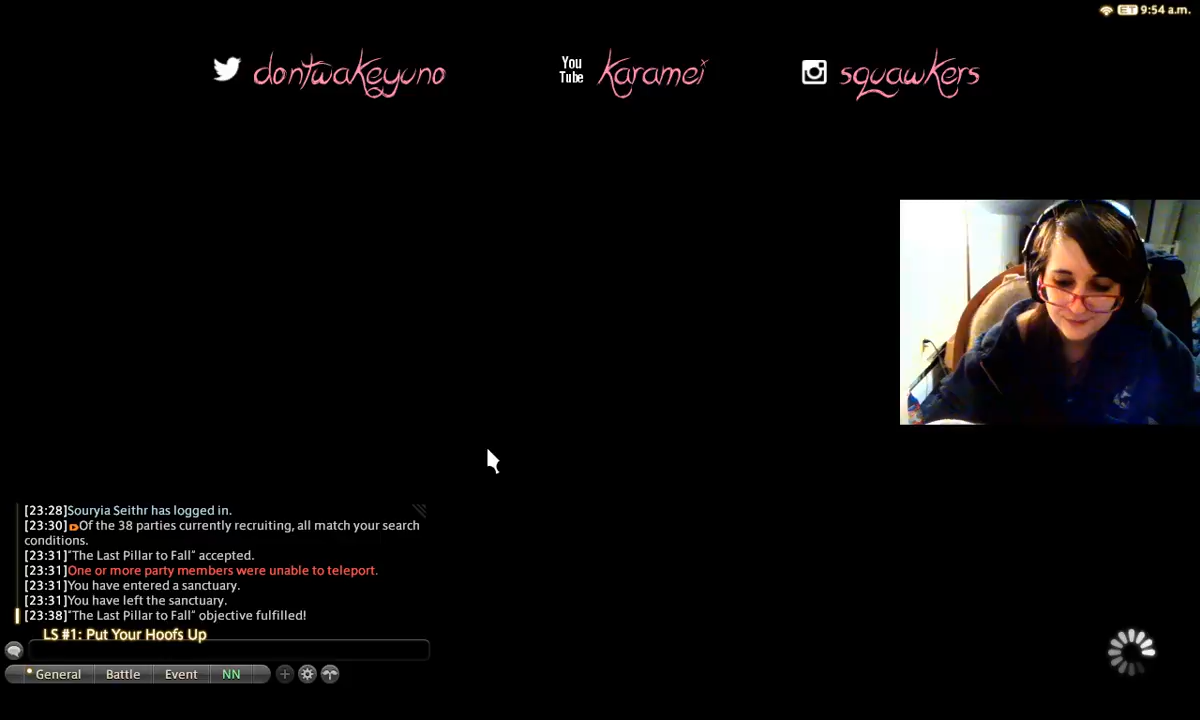 ET 9:54 a.m.
dontwakeyuno
You
Tube
karamei
squawkers
[23:28]Souryia Seithr has logged in.
[23:30]Of the 38 parties currently recruiting, all match your search
conditions.
[23:31]"The Last Pillar to Fall" accepted.
[23:31]One or more party members were unable to teleport.
[23:31]You have entered a sanctuary.
[23:31]You have left the sanctuary.
[23:38]"The Last Pillar to Fall" objective fulfilled!
LS #1: Put Your Hoofs Up
General Battle Event NN